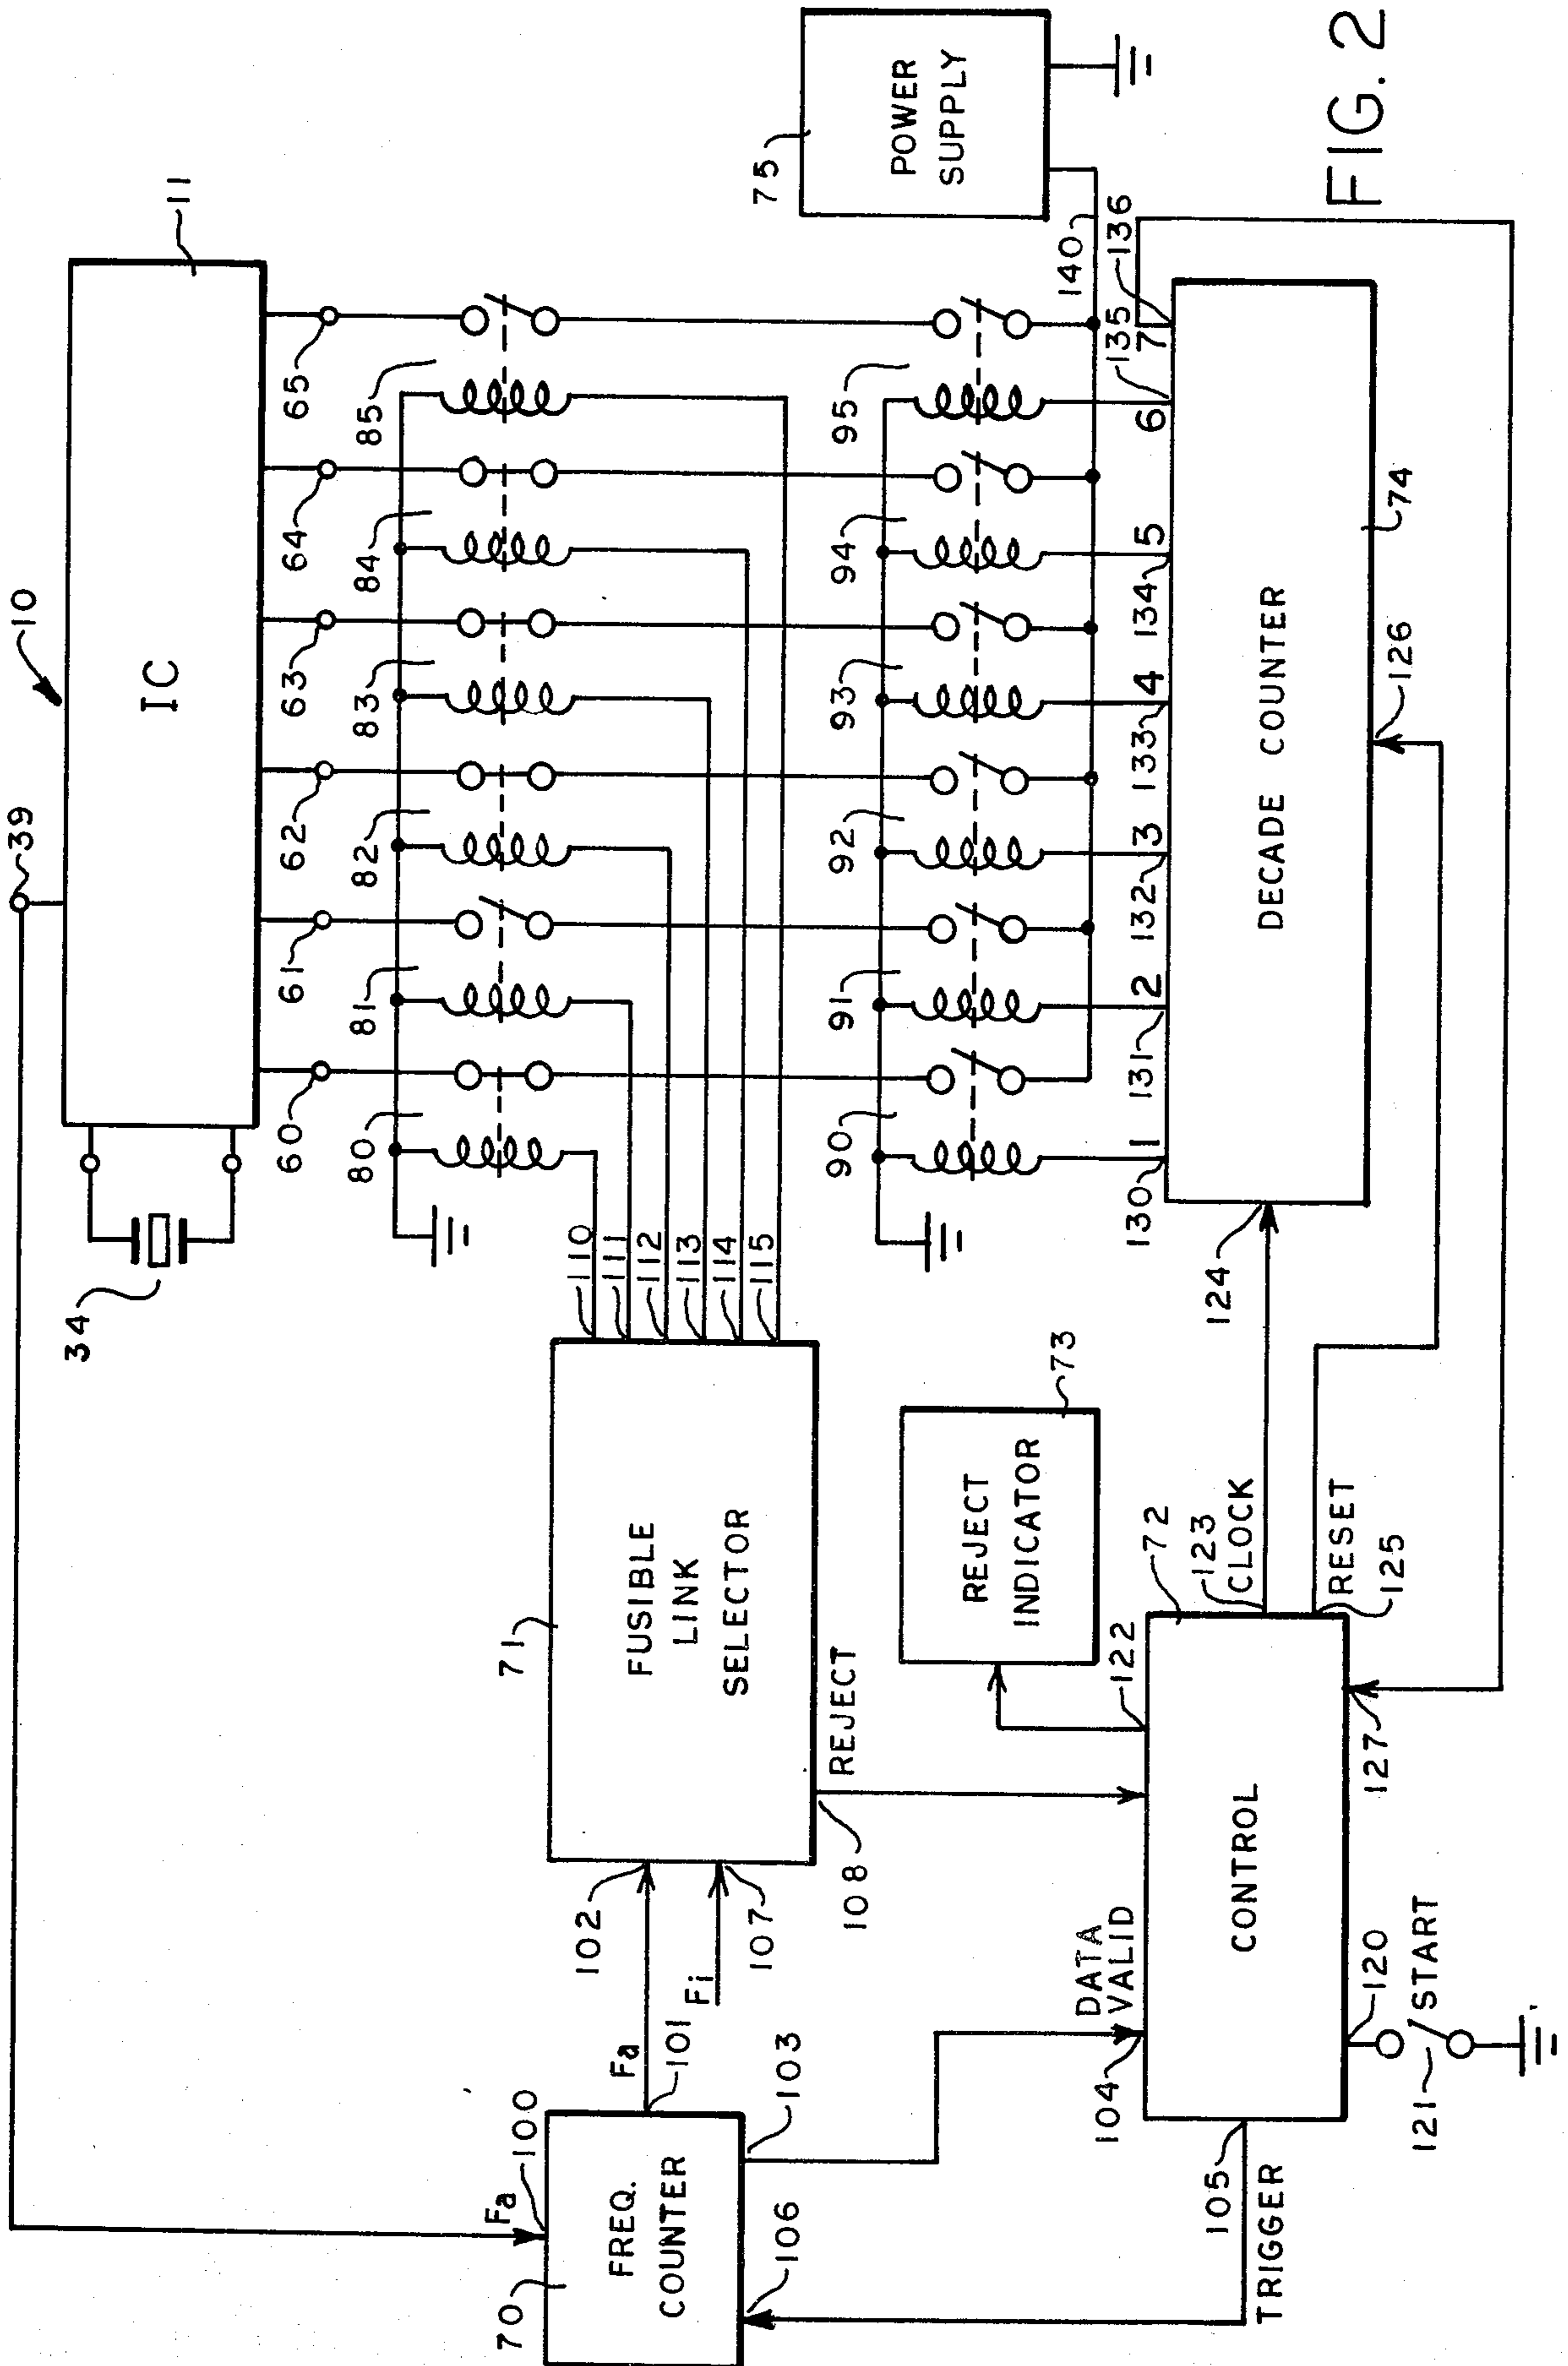 10
39
11
IC
34
60
61
62
63
64
65
80
81
82
83
84
85
75
POWER
SUPPLY
90
91
92
93
94
95
140
Fa
100
70
FREQ.
COUNTER
Fa
101
103
106
102
Fi
107
71
FUSIBLE
LINK
SELECTOR
110
111
112
113
114
115
108
REJECT
REJECT
INDICATOR
73
130
1
131
2
132
3
133
4
134
5
135
6
136
7
124
DECADE COUNTER
74
126
104
DATA
VALID
105
TRIGGER
CONTROL
122
72
123
CLOCK
RESET
125
127
120
121
START
FIG. 2